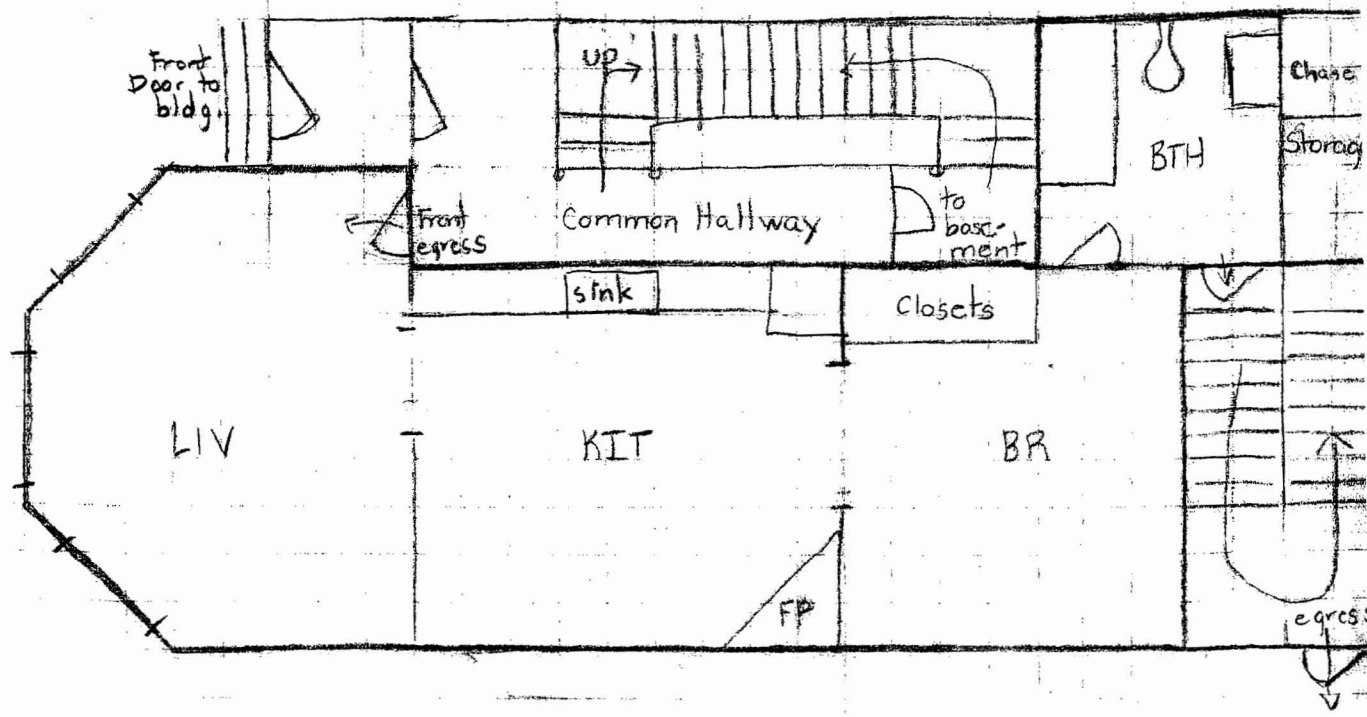 Front
Door to
bldg.
UP
Chase
BTH
Storag
Front
egress
Common Hallway
to
base-
ment
sink
Closets
LIV
KIT
BR
FP
egress